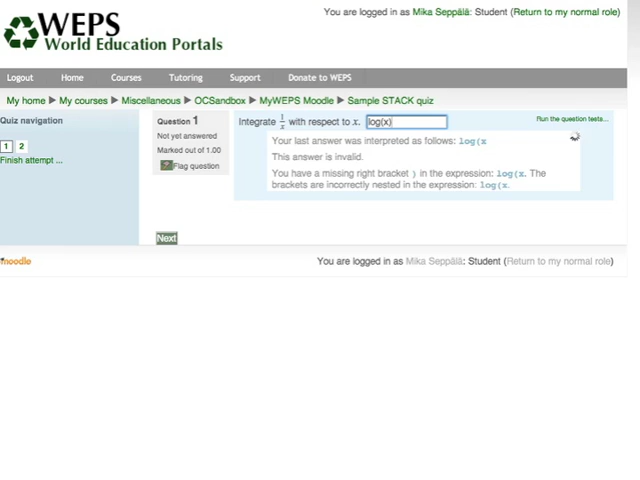 WEPS
World Education Portals
You are logged in as Mika Seppälä: Student (Return to my normal role)
Logout Home Courses Tutoring Support Donate to WEPS
My home ▶ My courses ▶ Miscellaneous ▶ OCSandbox ▶ MyWEPS Moodle ▶ Sample STACK quiz
Quiz navigation
1 2
Finish attempt ...
Question 1
Not yet answered
Marked out of 1.00
Flag question
Integrate 1/x with respect to x. log(x)
Run the question tests...
Your last answer was interpreted as follows: log(x
This answer is invalid.
You have a missing right bracket ) in the expression: log(x. The
brackets are incorrectly nested in the expression: log(x.
Next
moodle
You are logged in as Mika Seppälä: Student (Return to my normal role)